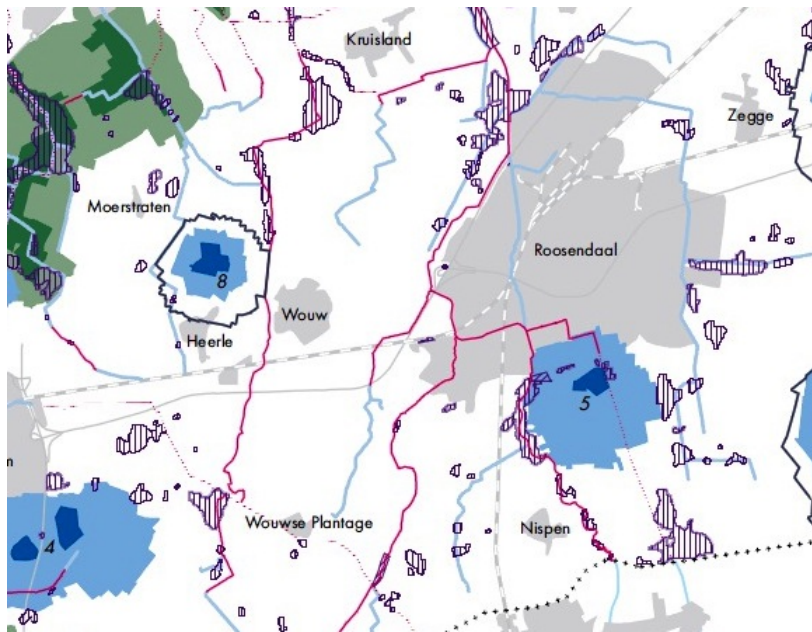 Kruisland
Zegge
Moerstraten
Roosendaal
8
Wouw
Heerle
5
m
Wouwse Plantage
Nispen
4